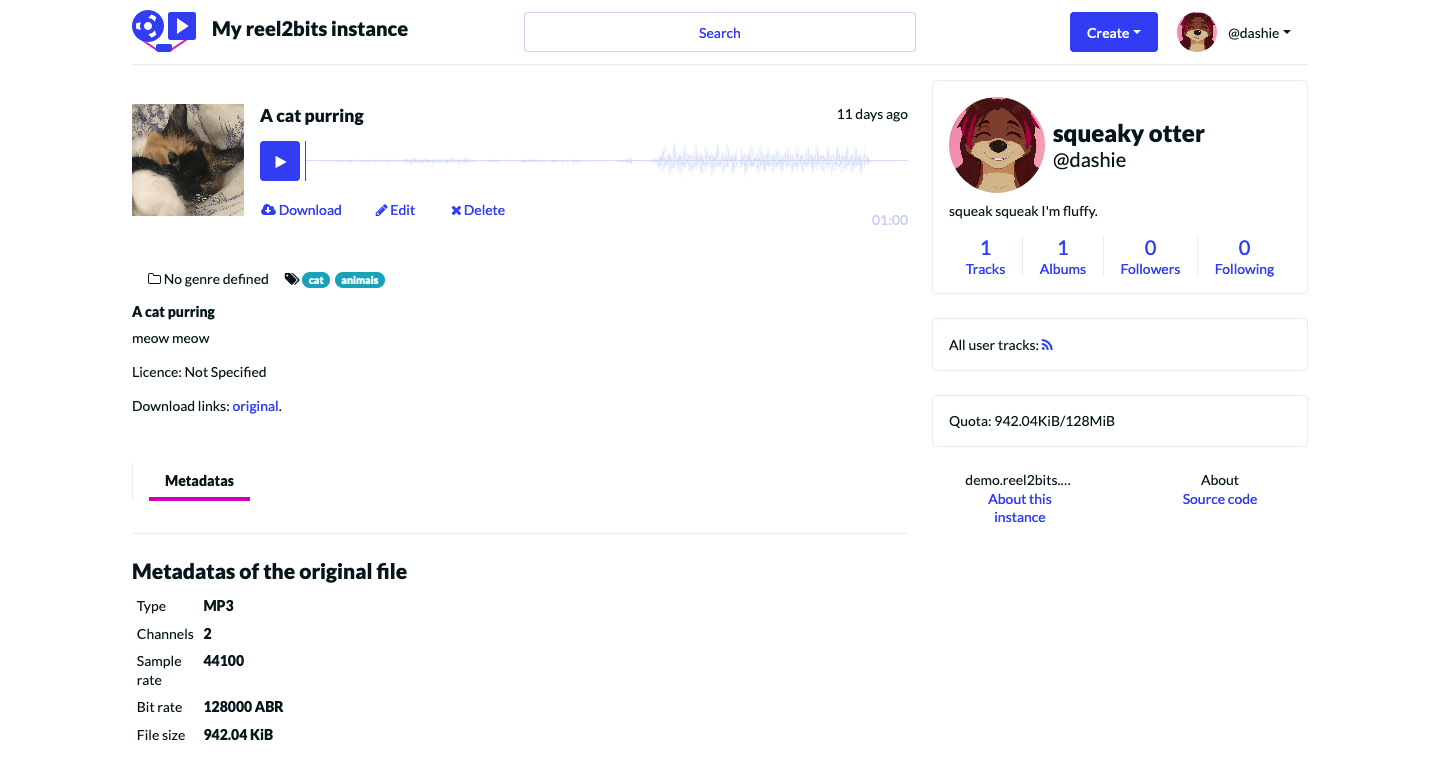 My reel2bits instance
Search
Create
@dashie
A cat purring
11 days ago
Download
Edit
Delete
01:00
No genre defined
cat
animals
A cat purring
meow meow
Licence: Not Specified
Download links: original.
Metadatas
Metadatas of the original file
Type MP3
Channels 2
Sample
rate
44100
Bit rate 128000 ABR
File size 942.04 KiB
squeaky otter
@dashie
squeak squeak I'm fluffy.
1 1 0 0
Tracks Albums Followers Following
All user tracks:
Quota: 942.04KiB/128MiB
demo.reel2bits.…
About this
instance
About
Source code